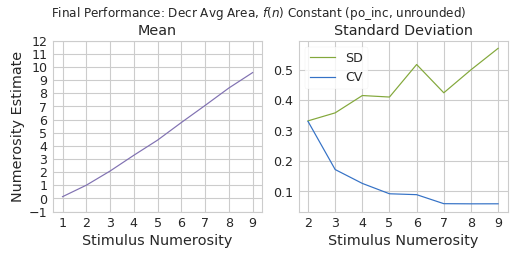 Final Performance: Decr Avg Area, f(n) Constant (po_inc, unrounded)
Mean
Numerosity Estimate
12
11
10
9
8
7
6
5
4
3
2
1
0
−1
1 2 3 4 5 6 7 8 9
Stimulus Numerosity
Standard Deviation
SD
CV
0.5
0.4
0.3
0.2
0.1
2 3 4 5 6 7 8 9
Stimulus Numerosity